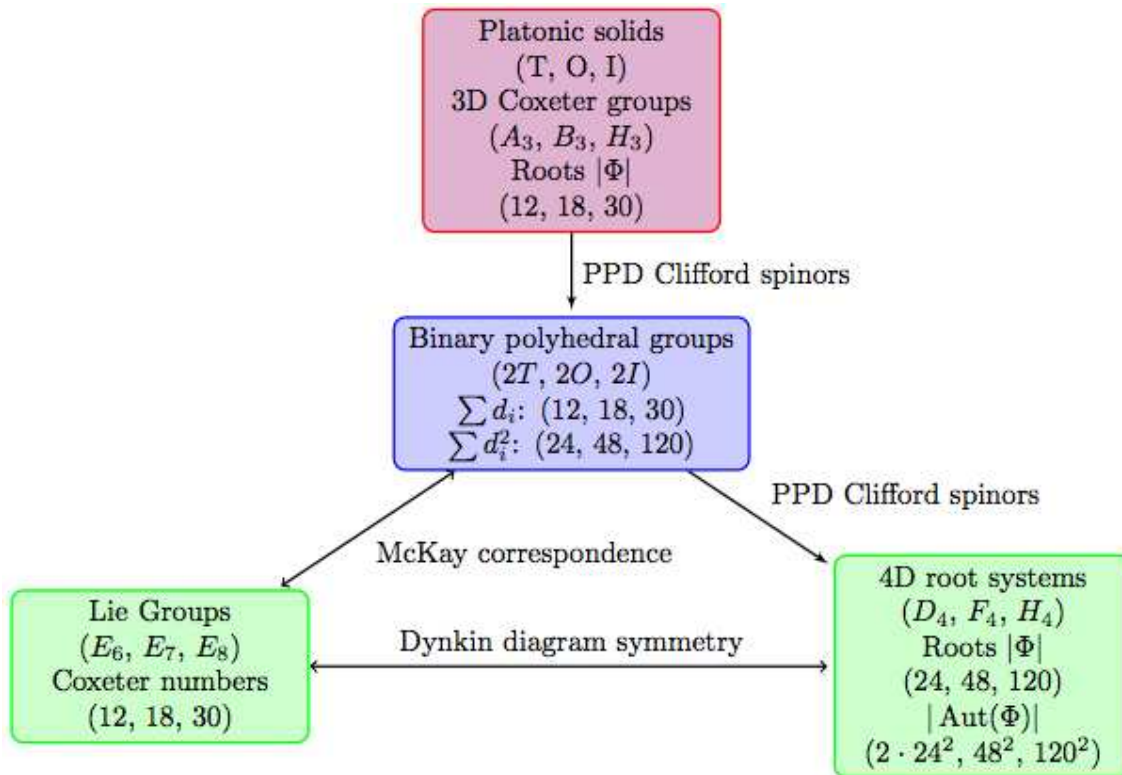 Platonic solids
(T, O, I)
3D Coxeter groups
(A₃, B₃, H₃)
Roots |Φ|
(12, 18, 30)
PPD Clifford spinors
Binary polyhedral groups
(2T, 2O, 2I)
∑ dᵢ: (12, 18, 30)
∑ dᵢ²: (24, 48, 120)
PPD Clifford spinors
McKay correspondence
Lie Groups
(E₆, E₇, E₈)
Coxeter numbers
(12, 18, 30)
Dynkin diagram symmetry
4D root systems
(D₄, F₄, H₄)
Roots |Φ|
(24, 48, 120)
| Aut(Φ)|
(2 · 24², 48², 120²)